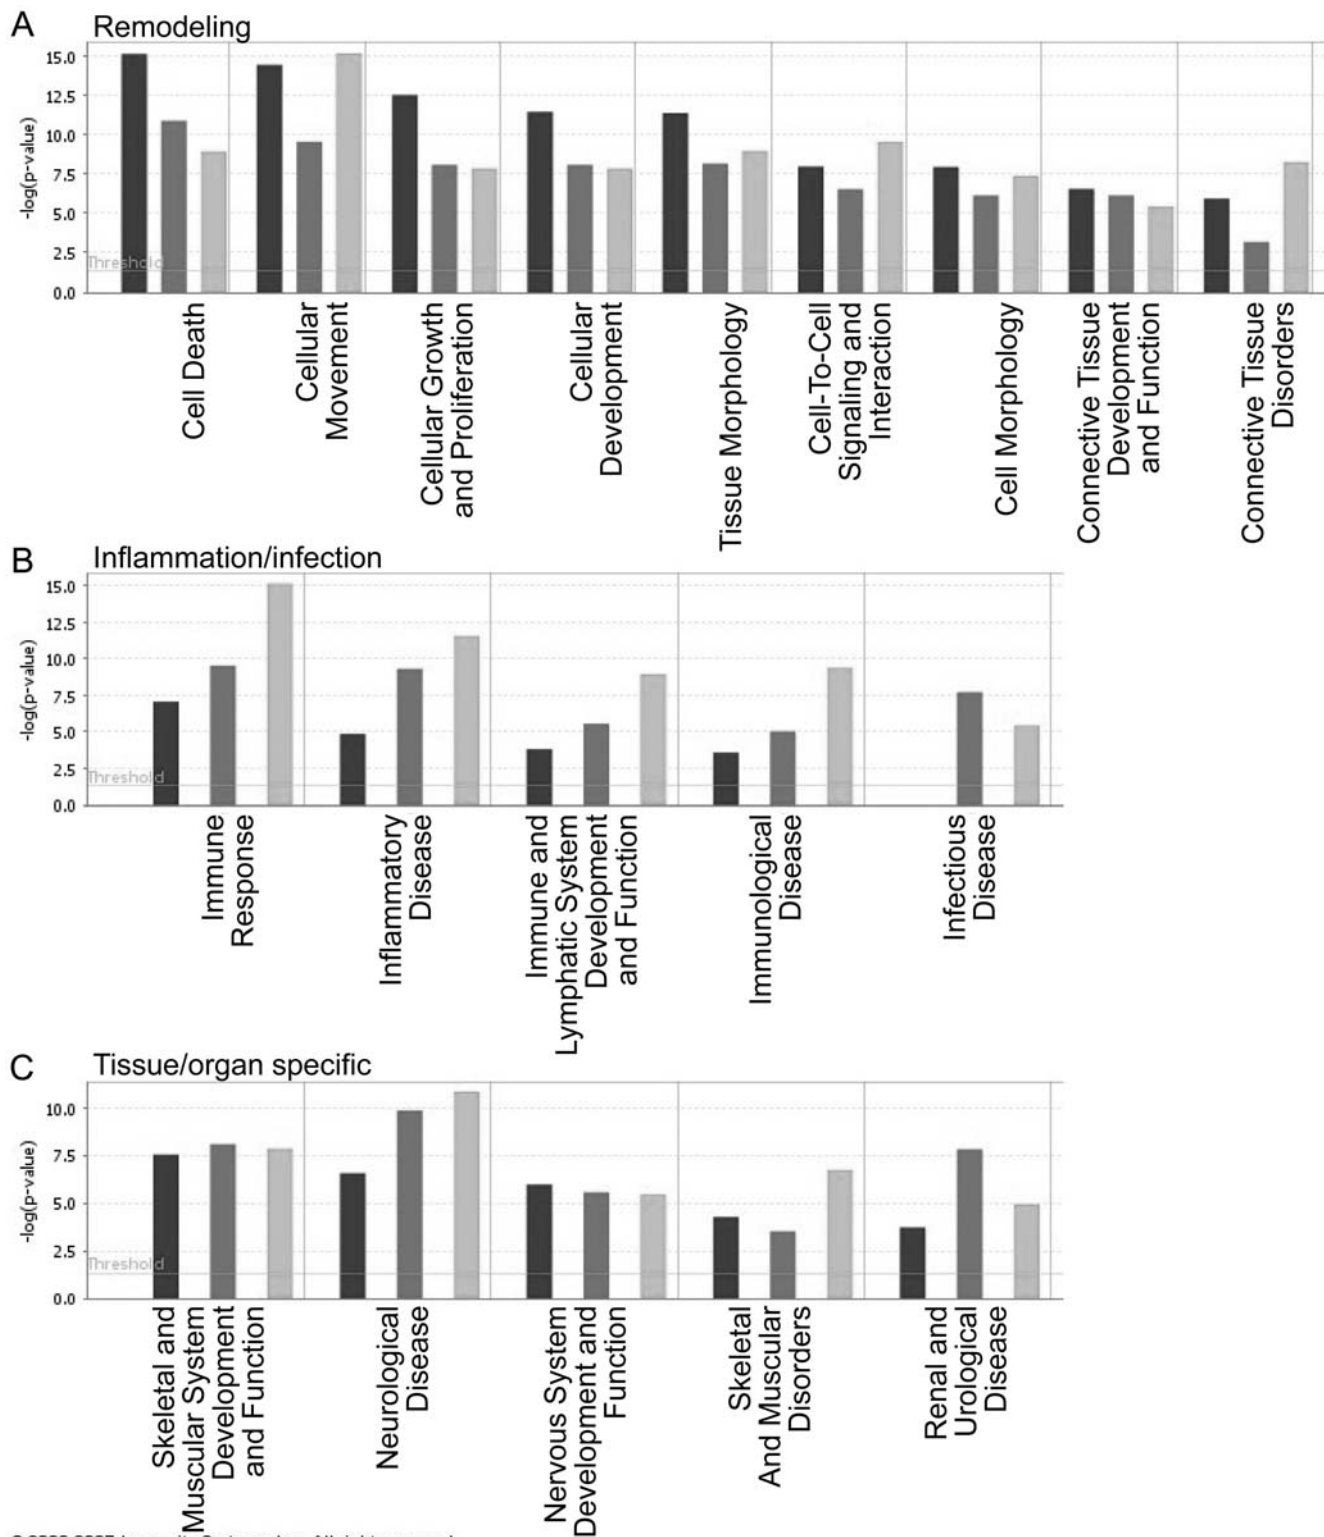 A
Remodeling
15.0
12.5
10.0
7.5
5.0
2.5
0.0
-log(p-value)
Threshold
Cell Death
Cellular
Movement
Cellular Growth
and Proliferation
Cellular
Development
Tissue Morphology
Cell-To-Cell
Signaling and
Interaction
Cell Morphology
Connective Tissue
Development
and Function
Connective Tissue
Disorders
B
Inflammation/infection
15.0
12.5
10.0
7.5
5.0
2.5
0.0
-log(p-value)
Threshold
Immune
Response
Inflammatory
Disease
Immune and
Lymphatic System
Development
and Function
Immunological
Disease
Infectious
Disease
C
Tissue/organ specific
10.0
7.5
5.0
2.5
0.0
-log(p-value)
Threshold
Skeletal and
Muscular System
Development
and Function
Neurological
Disease
Nervous System
Development and
Function
Skeletal
And Muscular
Disorders
Renal and
Urological
Disease